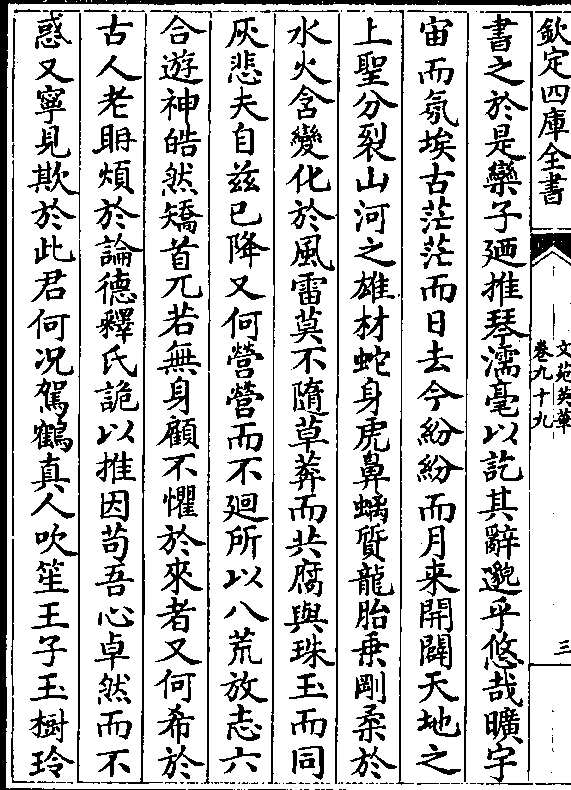 欽定四庫全書
文苑英華
卷九十九
三
書之於是欒子廼推琴濡毫以訖其辭邈乎悠哉曠宇
宙而氛埃古茫茫而日去今紛紛而月来開闢天地之
上聖分裂山河之雄材蛇身虎鼻螭質龍胎乗剛柔於
水火含變化於風雷莫不隨草莽而共腐與珠玉而同
灰悲夫自兹已降又何營營而不廻所以八荒放志六
合遊神皓然矯首兀若無身顧不懼於來者又何希於
古人老聃煩於論德釋氏詭以推因苟吾心卓然而不
惑又寧見欺於此君何况駕鶴真人吹笙王子玉樹玲